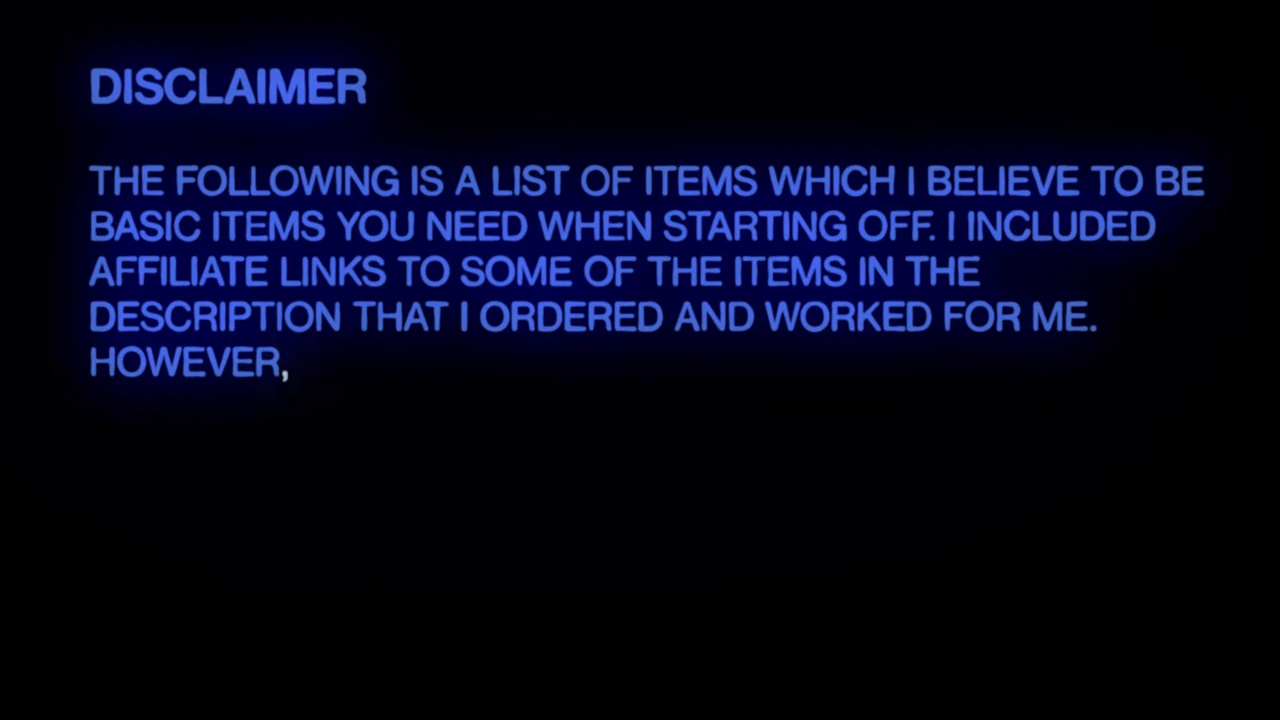 DISCLAIMER
THE FOLLOWING IS A LIST OF ITEMS WHICH I BELIEVE TO BE
BASIC ITEMS YOU NEED WHEN STARTING OFF. I INCLUDED
AFFILIATE LINKS TO SOME OF THE ITEMS IN THE
DESCRIPTION THAT I ORDERED AND WORKED FOR ME.
HOWEVER,